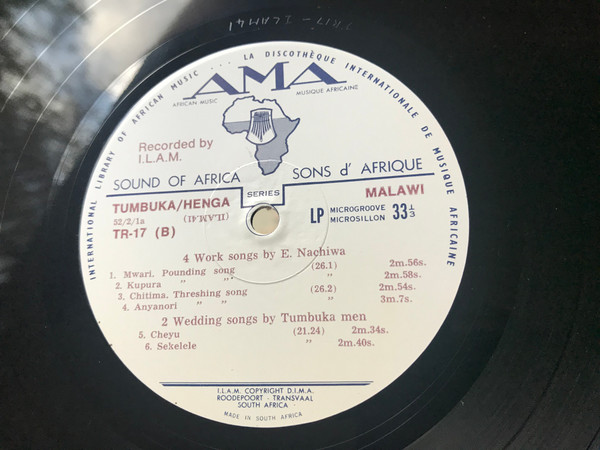 TR17 - ILAM41
INTERNATIONAL LIBRARY OF AFRICAN MUSIC ... LA DISCOTHÈQUE INTERNATIONALE DE MUSIQUE AFRICAINE
AMA
AFRICAN MUSIC MUSIQUE AFRICAINE
Recorded by
I.L.A.M.
SOUND OF AFRICA SERIES SONS d' AFRIQUE
TUMBUKA/HENGA MALAWI
52/2/1a (ILAM.41)
TR-17 (B) LP MICROGROOVE MICROSILLON 33 1/3
4 Work songs by E. Nachiwa
1. Mwari. Pounding song (26.1) 2m.56s.
2. Kupura " " " 2m.58s.
3. Chitima. Threshing song (26.2) 2m.54s.
4. Anyanori " " " 3m.7s.
2 Wedding songs by Tumbuka men
5. Cheyu (21.24) 2m.34s.
6. Sekelele " 2m.40s.
I.L.A.M. COPYRIGHT D.I.M.A.
ROODEPOORT - TRANSVAAL
SOUTH AFRICA
MADE IN SOUTH AFRICA